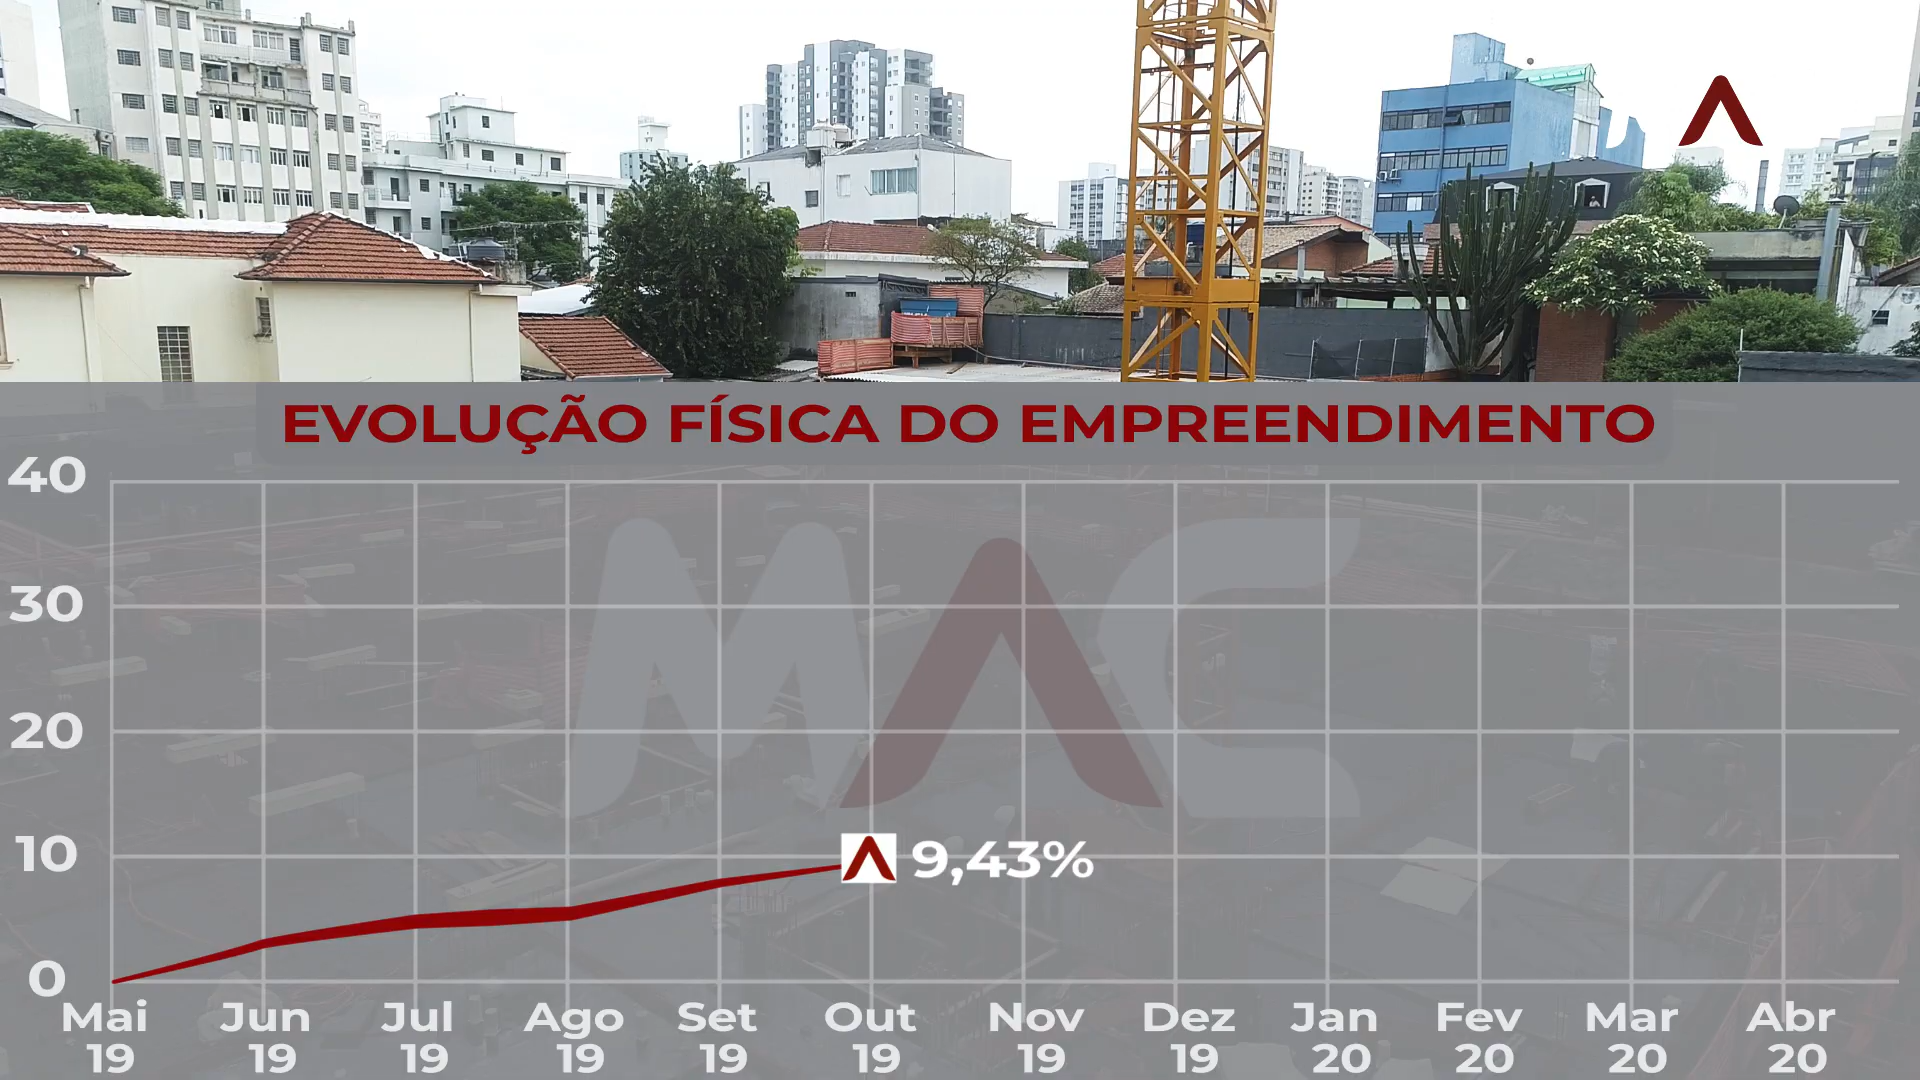 EVOLUÇÃO FÍSICA DO EMPREENDIMENTO
40
30
20
10
0
MAC
9,43%
Mai 19
Jun 19
Jul 19
Ago 19
Set 19
Out 19
Nov 19
Dez 19
Jan 20
Fev 20
Mar 20
Abr 20